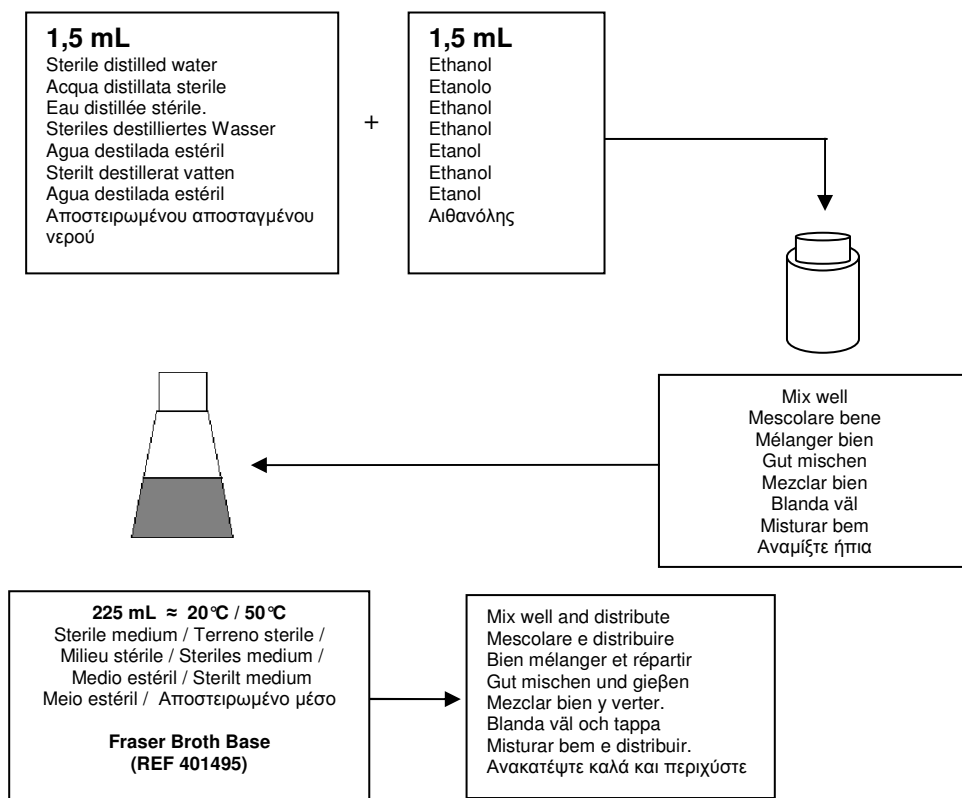 1,5 mL
Sterile distilled water
Acqua distillata sterile
Eau distillée stérile.
Steriles destilliertes Wasser
Agua destilada estéril
Sterilt destillerat vatten
Agua destilada estéril
Αποστειρωμένου αποσταγμένου
νερού
+
1,5 mL
Ethanol
Etanolo
Ethanol
Ethanol
Etanol
Ethanol
Etanol
Αιθανόλης
Mix well
Mescolare bene
Mélanger bien
Gut mischen
Mezclar bien
Blanda väl
Misturar bem
Αναμίξτε ήπια
225 mL ≈ 20°C / 50°C
Sterile medium / Terreno sterile /
Milieu stérile / Steriles medium /
Medio estéril / Sterilt medium
Meio estéril / Αποστειρωμένο μέσο
Fraser Broth Base
(REF 401495)
Mix well and distribute
Mescolare e distribuire
Bien mélanger et répartir
Gut mischen und gieβen
Mezclar bien y verter.
Blanda väl och tappa
Misturar bem e distribuir.
Ανακατέψτε καλά και περιχύστε